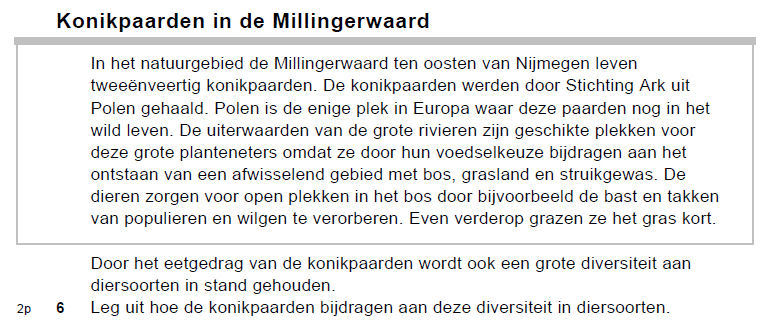 Konikpaarden in de Millingerwaard
In het natuurgebied de Millingerwaard ten oosten van Nijmegen leven
tweeënveertig konikpaarden. De konikpaarden werden door Stichting Ark uit
Polen gehaald. Polen is de enige plek in Europa waar deze paarden nog in het
wild leven. De uiterwaarden van de grote rivieren zijn geschikte plekken voor
deze grote planteneters omdat ze door hun voedselkeuze bijdragen aan het
ontstaan van een afwisselend gebied met bos, grasland en struikgewas. De
dieren zorgen voor open plekken in het bos door bijvoorbeeld de bast en takken
van populieren en wilgen te verorberen. Even verderop grazen ze het gras kort.
Door het eetgedrag van de konikpaarden wordt ook een grote diversiteit aan
diersoorten in stand gehouden.
2p 6 Leg uit hoe de konikpaarden bijdragen aan deze diversiteit in diersoorten.